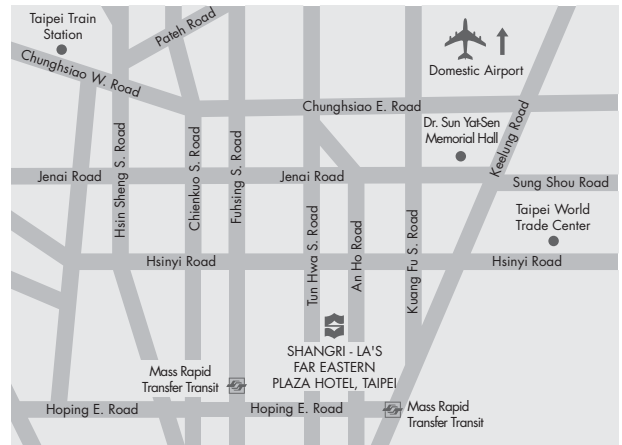 Taipei Train
Station
Pateh Road
Chunghsiao W. Road
Domestic Airport
Chunghsiao E. Road
Dr. Sun Yat-Sen
Memorial Hall
Keelung Road
Hsin Sheng S. Road
Chienkuo S. Road
Fuhsing S. Road
Jenai Road
Jenai Road
Sung Shou Road
Taipei World
Trade Center
Tun Hwa S. Road
An Ho Road
Kuang Fu S. Road
Hsinyi Road
Hsinyi Road
SHANGRI - LA'S
FAR EASTERN
PLAZA HOTEL, TAIPEI
Mass Rapid
Transfer Transit
Hoping E. Road
Hoping E. Road
Mass Rapid
Transfer Transit